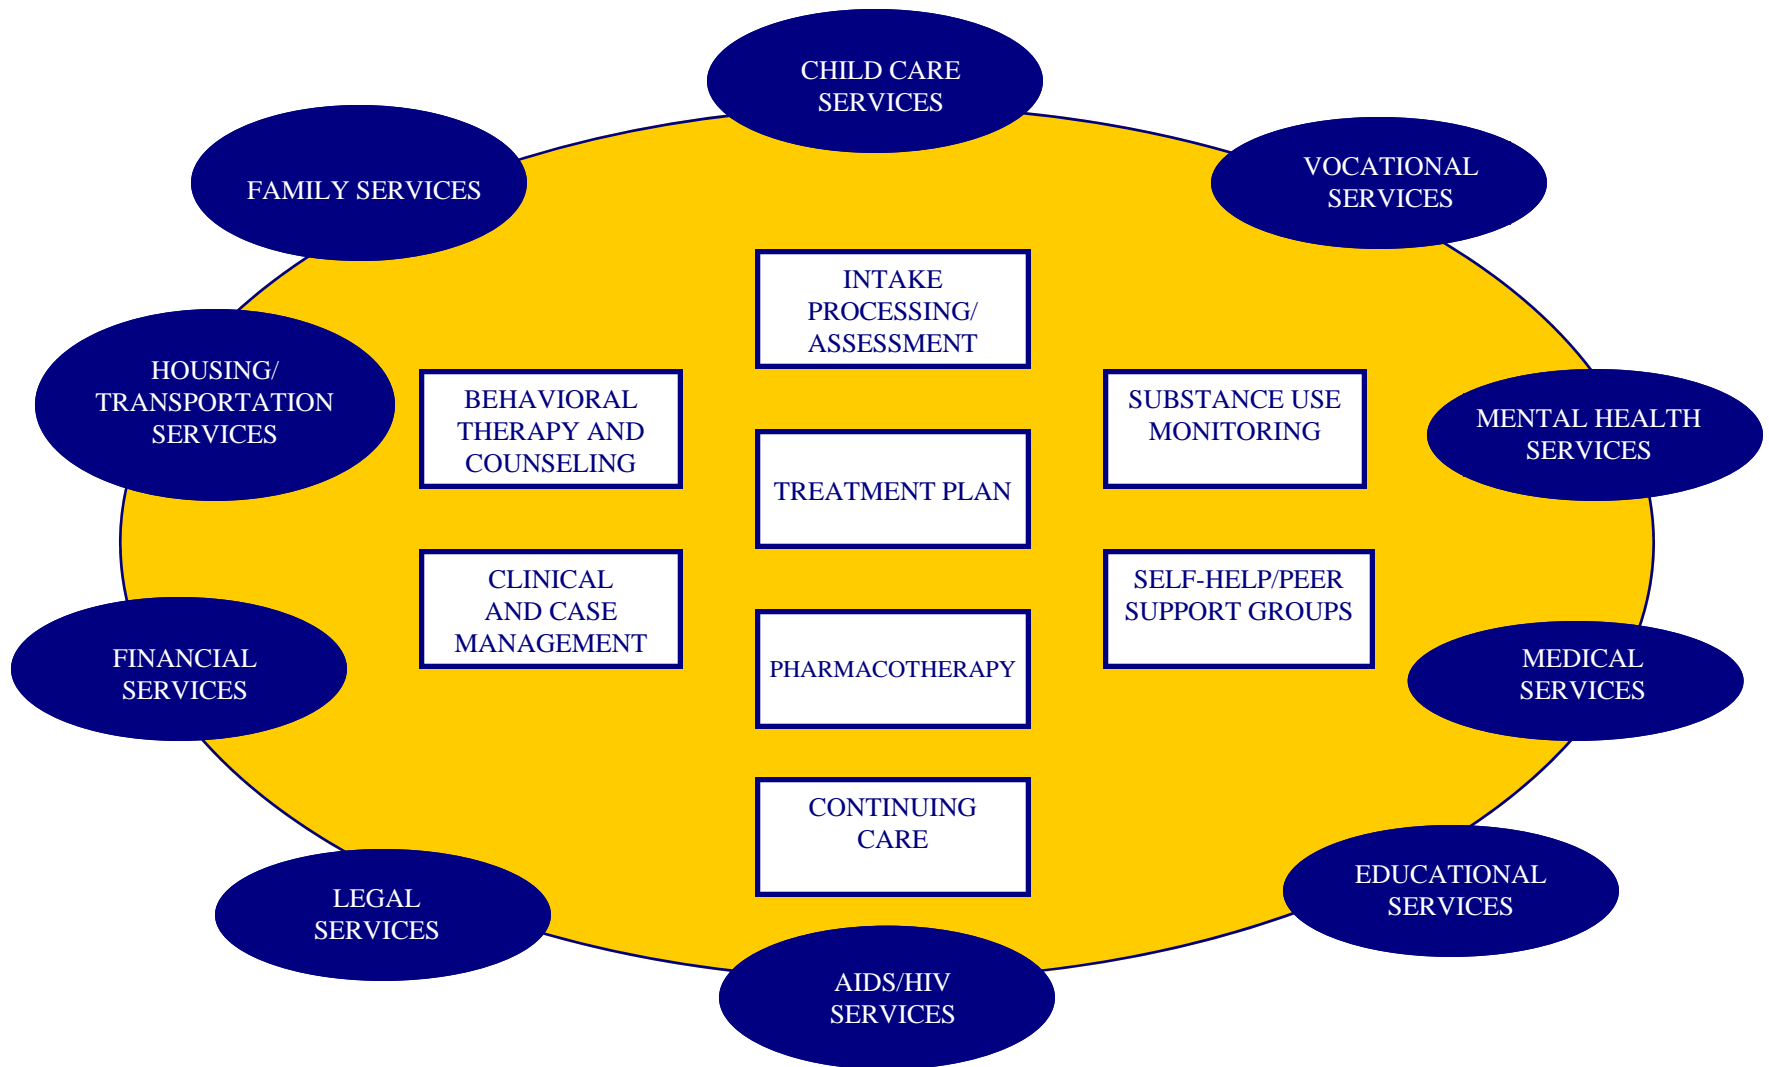 CHILD CARE
SERVICES
FAMILY SERVICES
VOCATIONAL
SERVICES
INTAKE
PROCESSING/
ASSESSMENT
HOUSING/
TRANSPORTATION
SERVICES
BEHAVIORAL
THERAPY AND
COUNSELING
SUBSTANCE USE
MONITORING
MENTAL HEALTH
SERVICES
TREATMENT PLAN
CLINICAL
AND CASE
MANAGEMENT
SELF-HELP/PEER
SUPPORT GROUPS
FINANCIAL
SERVICES
PHARMACOTHERAPY
MEDICAL
SERVICES
CONTINUING
CARE
LEGAL
SERVICES
EDUCATIONAL
SERVICES
AIDS/HIV
SERVICES